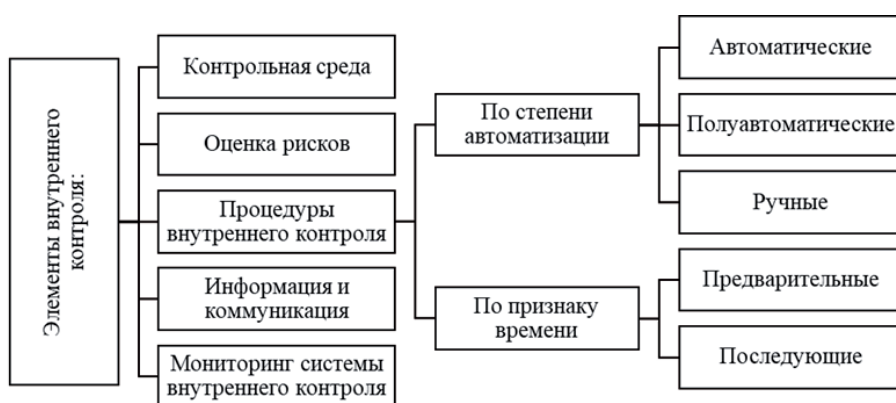 Элементы внутреннего
контроля:
Контрольная среда
Оценка рисков
Процедуры
внутреннего контроля
Информация и
коммуникация
Мониторинг системы
внутреннего контроля
По степени
автоматизации
По признаку
времени
Автоматические
Полуавтоматические
Ручные
Предварительные
Последующие